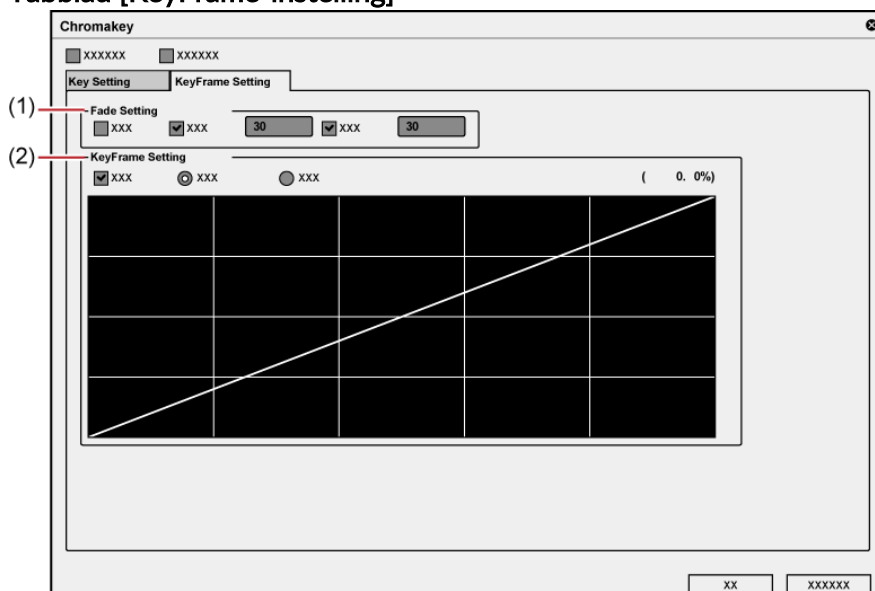 Tabblad [KeyFrame-instelling]
Chromakey
xxxxxx xxxxxx
Key Setting KeyFrame Setting
(1)
Fade Setting
xxx xxx 30 xxx 30
(2)
KeyFrame Setting
xxx xxx xxx ( 0. 0%)
xx xxxxxx